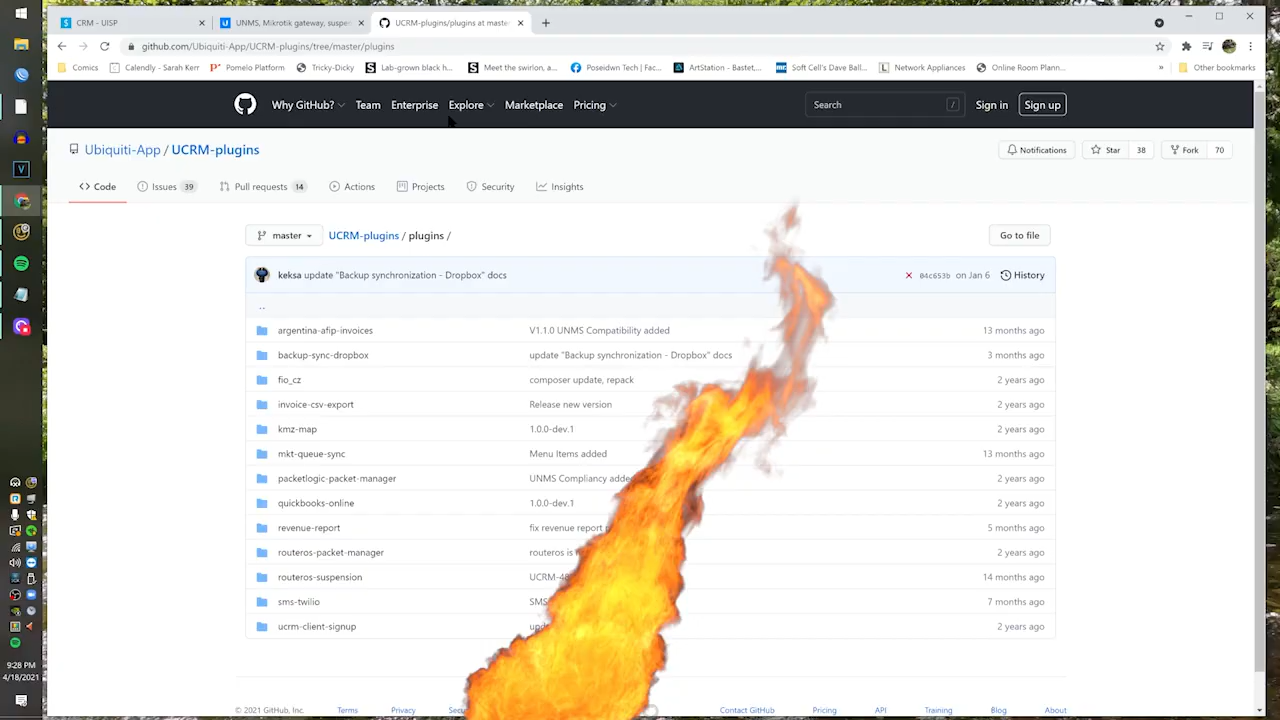 CRM - UISP
UNMS, Mikrotik gateway, suspen
UCRM-plugins/plugins at master
github.com/Ubiquiti-App/UCRM-plugins/tree/master/plugins
Comics
Calendly - Sarah Kerr
Pomelo Platform
Tricky-Dicky
Lab-grown black h...
Meet the swirlon, a...
Poseidwn Tech | Fac...
ArtStation - Bastet,...
Soft Cell's Dave Ball...
Network Appliances
Online Room Plann...
»
Other bookmarks
Why GitHub?
Team
Enterprise
Explore
Marketplace
Pricing
Search
/
Sign in
Sign up
Ubiquiti-App / UCRM-plugins
Notifications
Star 38
Fork 70
Code
Issues 39
Pull requests 14
Actions
Projects
Security
Insights
master
UCRM-plugins / plugins /
Go to file
keksa update "Backup synchronization - Dropbox" docs
04c653b on Jan 6
History
..
argentina-afip-invoices V1.1.0 UNMS Compatibility added 13 months ago
backup-sync-dropbox update "Backup synchronization - Dropbox" docs 3 months ago
fio_cz composer update, repack 2 years ago
invoice-csv-export Release new version 2 years ago
kmz-map 1.0.0-dev.1 2 years ago
mkt-queue-sync Menu Items added 13 months ago
packetlogic-packet-manager UNMS Compliancy added 2 years ago
quickbooks-online 1.0.0-dev.1 2 years ago
revenue-report fix revenue report 5 months ago
routeros-packet-manager routeros is 2 years ago
routeros-suspension UCRM-4 14 months ago
sms-twilio SMS 7 months ago
ucrm-client-signup 2 years ago
© 2021 GitHub, Inc.
Terms
Privacy
Contact GitHub
Pricing
API
Training
Blog
About
9:28 PM
4/18/2021